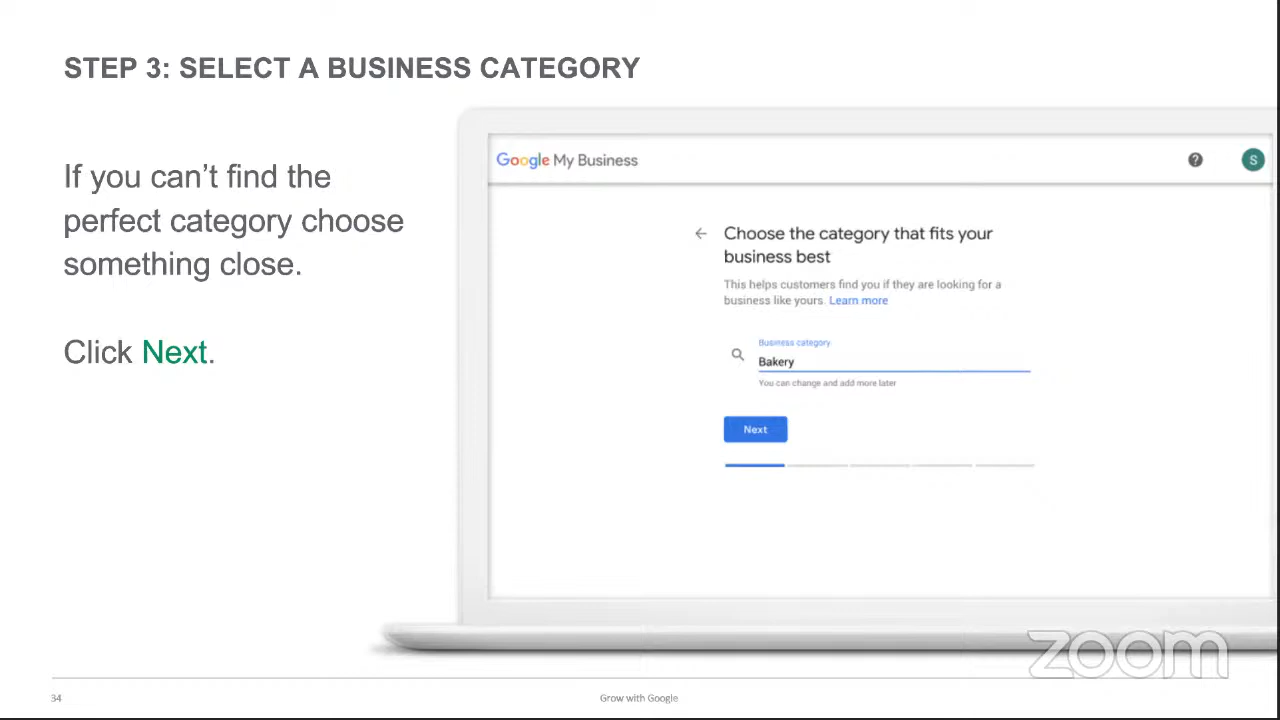 STEP 3: SELECT A BUSINESS CATEGORY
If you can’t find the
perfect category choose
something close.
Click Next.
Google My Business
?
S
Choose the category that fits your
business best
This helps customers find you if they are looking for a
business like yours. Learn more
Business category
Bakery
You can change and add more later
Next
zoom
34
Grow with Google